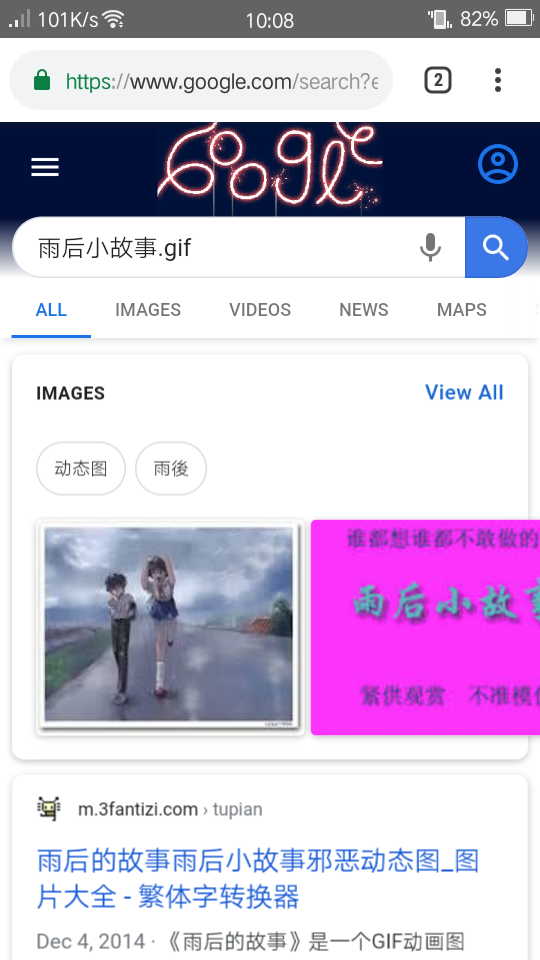 101K/s
10:08
82%
https://www.google.com/search?e
2
Google
雨后小故事.gif
ALL IMAGES VIDEOS NEWS MAPS
IMAGES
View All
动态图 雨後
谁都想谁都不敢做的
雨后小故事
紧供观赏 不准模仿
m.3fantizi.com › tupian
雨后的故事雨后小故事邪恶动态图_图
片大全 - 繁体字转换器
Dec 4, 2014 · 《雨后的故事》是一个GIF动画图